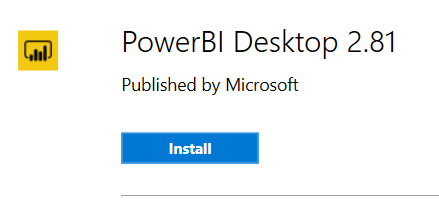 PowerBI Desktop 2.81
Published by Microsoft
Install